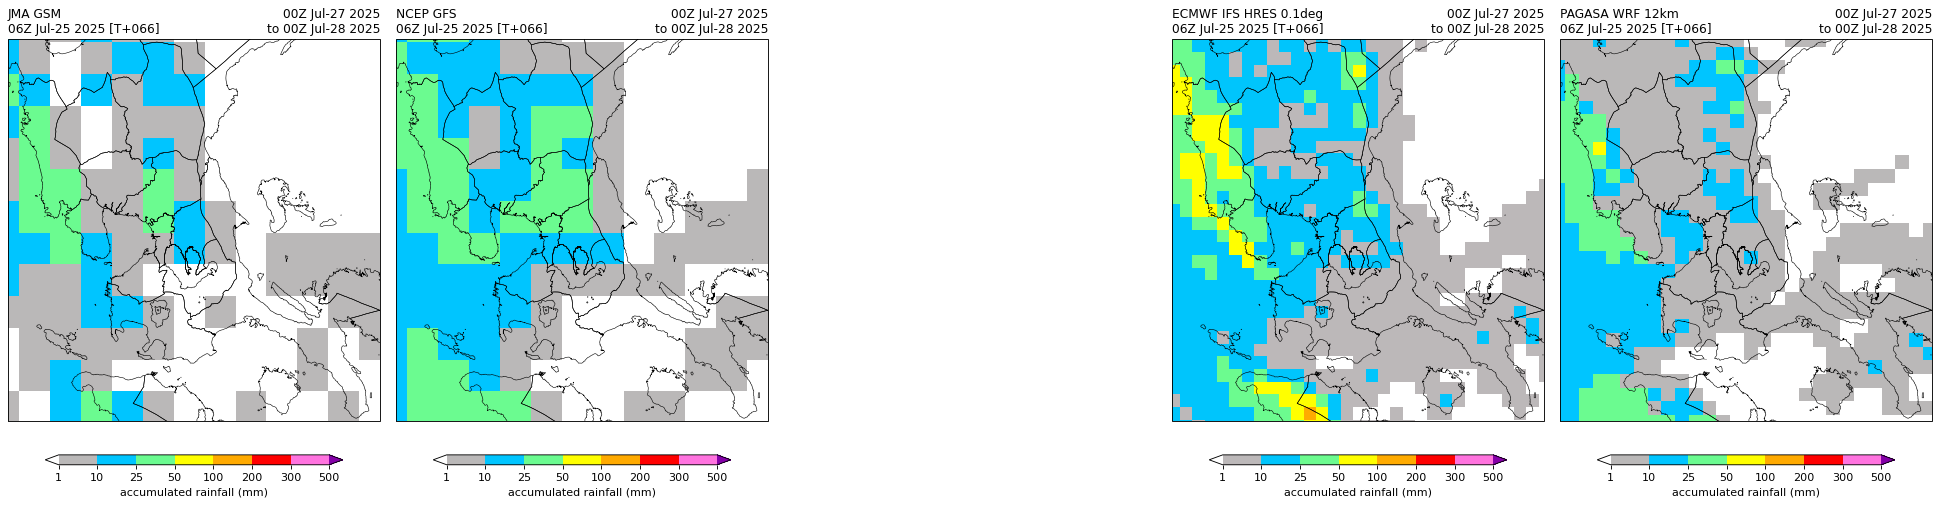 JMA GSM 00Z Jul-27 2025
06Z Jul-25 2025 [T+066] to 00Z Jul-28 2025
1 10 25 50 100 200 300 500
accumulated rainfall (mm)
NCEP GFS 00Z Jul-27 2025
06Z Jul-25 2025 [T+066] to 00Z Jul-28 2025
1 10 25 50 100 200 300 500
accumulated rainfall (mm)
ECMWF IFS HRES 0.1deg 00Z Jul-27 2025
06Z Jul-25 2025 [T+066] to 00Z Jul-28 2025
1 10 25 50 100 200 300 500
accumulated rainfall (mm)
PAGASA WRF 12km 00Z Jul-27 2025
06Z Jul-25 2025 [T+066] to 00Z Jul-28 2025
1 10 25 50 100 200 300 500
accumulated rainfall (mm)